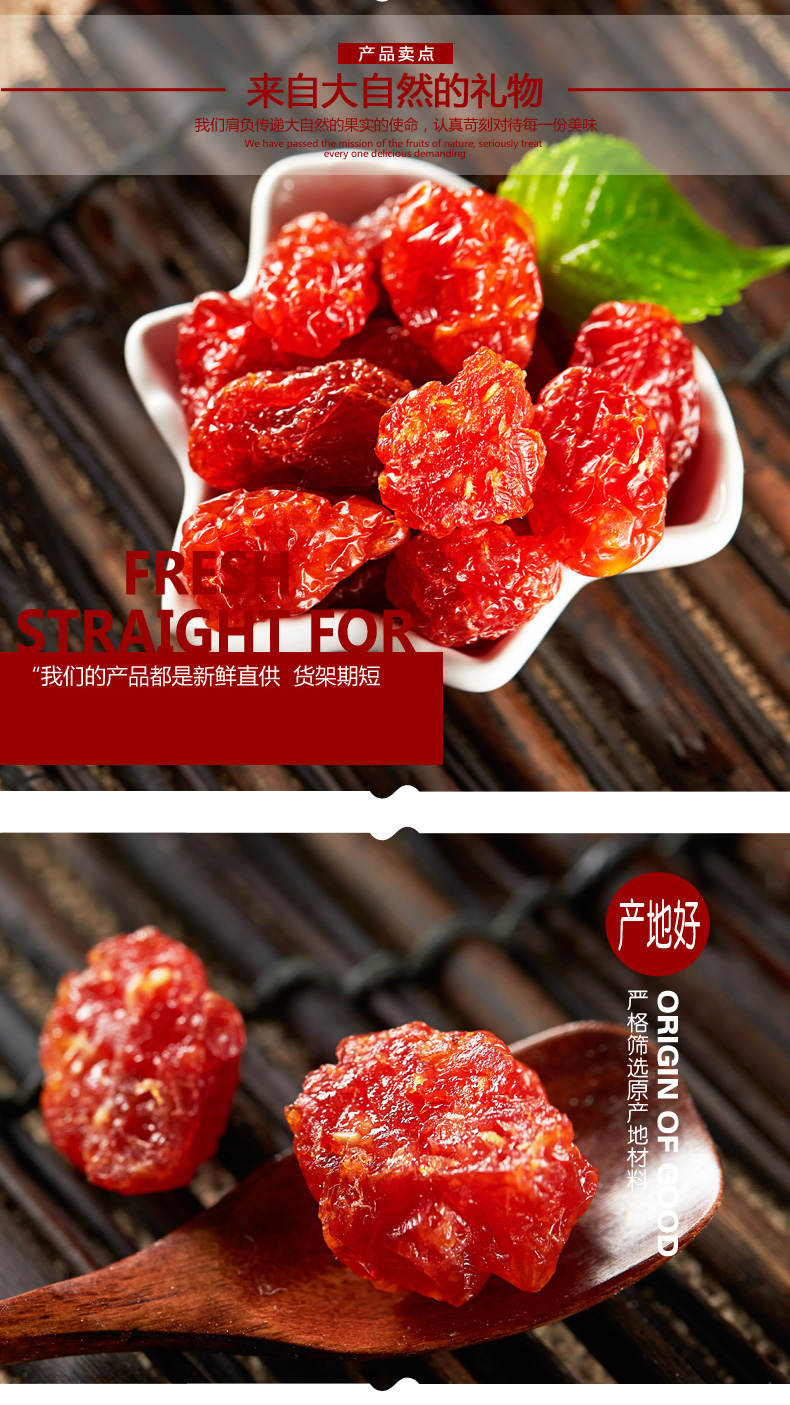 产品卖点
来自大自然的礼物
我们肩负传递大自然的果实的使命，认真苛刻对待每一份美味
We have passed the mission of the fruits of nature, seriously treat
every one delicious demanding
FRESH
STRAIGHT FOR
“我们的产品都是新鲜直供 货架期短
产地好
ORIGIN OF GOOD
严格筛选原产地材料